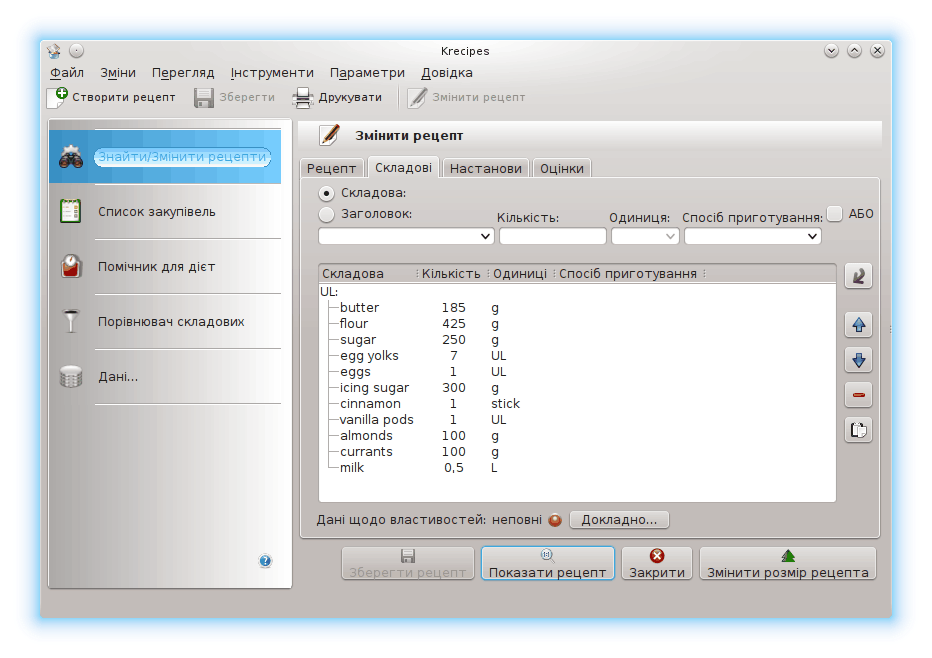 Krecipes
Файл Зміни Перегляд Інструменти Параметри Довідка
Створити рецепт Зберегти Друкувати Змінити рецепт
Знайти/Змінити рецепти
Список закупівель
Помічник для дієт
Порівнювач складових
Дані...
Змінити рецепт
Рецепт Складові Настанови Оцінки
Складова:
Заголовок: Кількість: Одиниця: Спосіб приготування: АБО
Складова Кількість Одиниці Спосіб приготування
UL:
butter 185 g
flour 425 g
sugar 250 g
egg yolks 7 UL
eggs 1 UL
icing sugar 300 g
cinnamon 1 stick
vanilla pods 1 UL
almonds 100 g
currants 100 g
milk 0,5 L
Дані щодо властивостей: неповні Докладно...
Зберегти рецепт Показати рецепт Закрити Змінити розмір рецепта